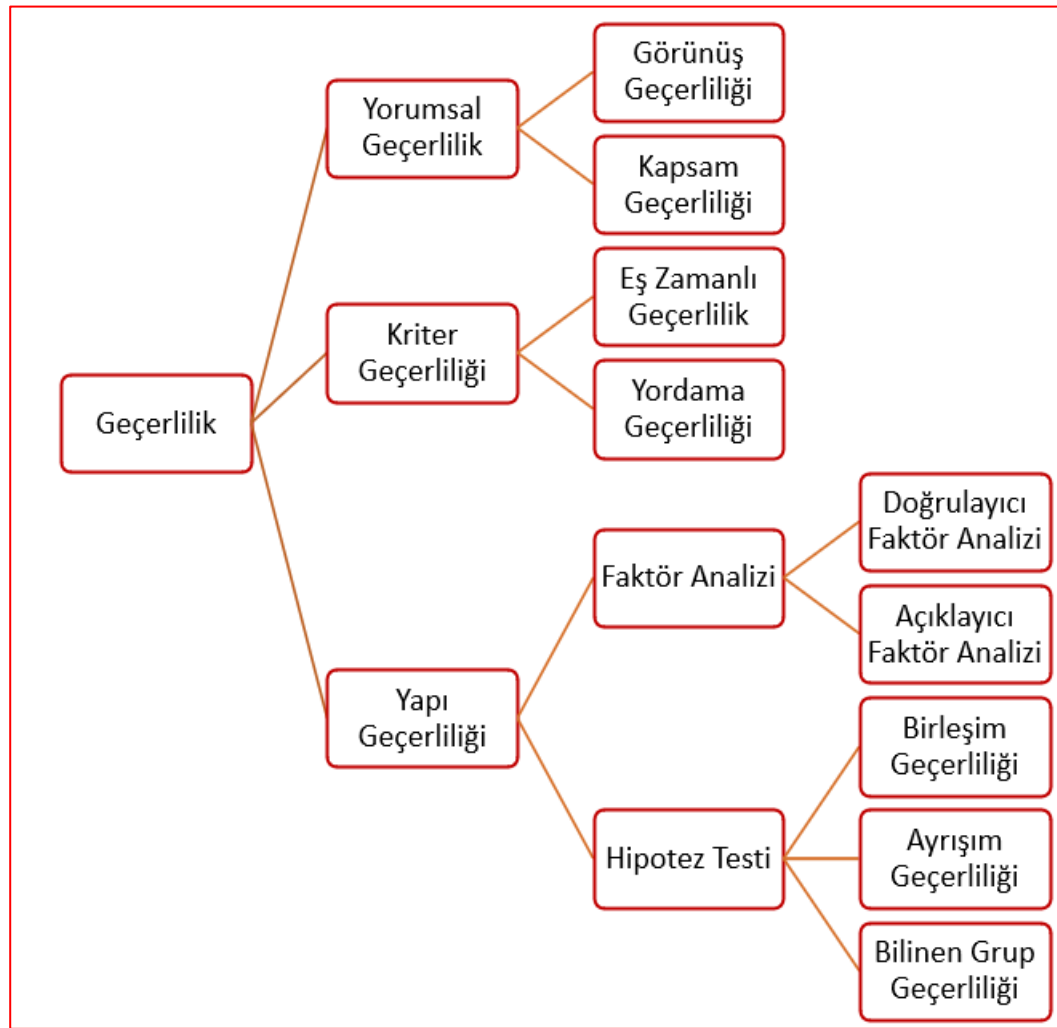 Geçerlilik
Yorumsal
Geçerlilik
Görünüş
Geçerliliği
Kapsam
Geçerliliği
Kriter
Geçerliliği
Eş Zamanlı
Geçerlilik
Yordama
Geçerliliği
Yapı
Geçerliliği
Faktör Analizi
Doğrulayıcı
Faktör Analizi
Açıklayıcı
Faktör Analizi
Hipotez Testi
Birleşim
Geçerliliği
Ayrışım
Geçerliliği
Bilinen Grup
Geçerliliği